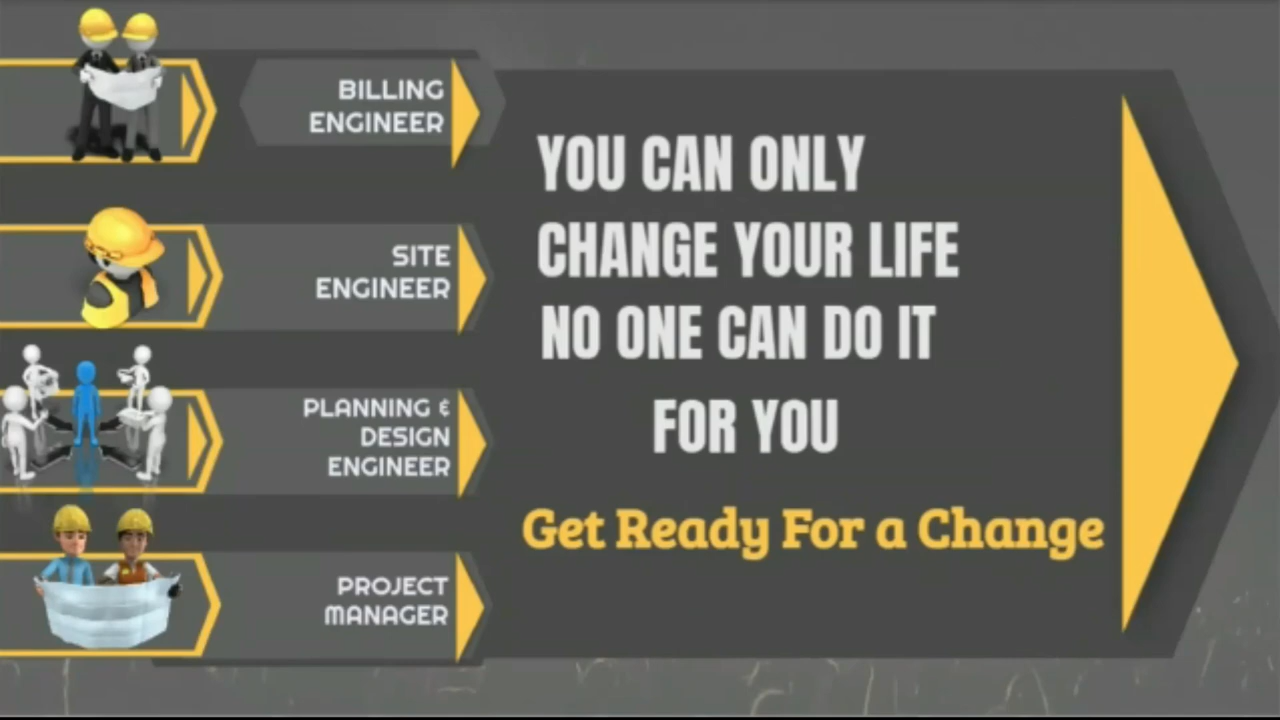 BILLING
ENGINEER
SITE
ENGINEER
PLANNING &
DESIGN
ENGINEER
PROJECT
MANAGER
YOU CAN ONLY
CHANGE YOUR LIFE
NO ONE CAN DO IT
FOR YOU
Get Ready For a Change